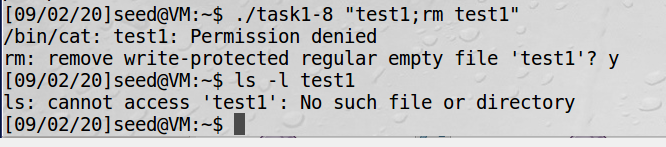 [09/02/20]seed@VM:~$ ./task1-8 "test1;rm test1"
/bin/cat: test1: Permission denied
rm: remove write-protected regular empty file 'test1'? y
[09/02/20]seed@VM:~$ ls -l test1
ls: cannot access 'test1': No such file or directory
[09/02/20]seed@VM:~$